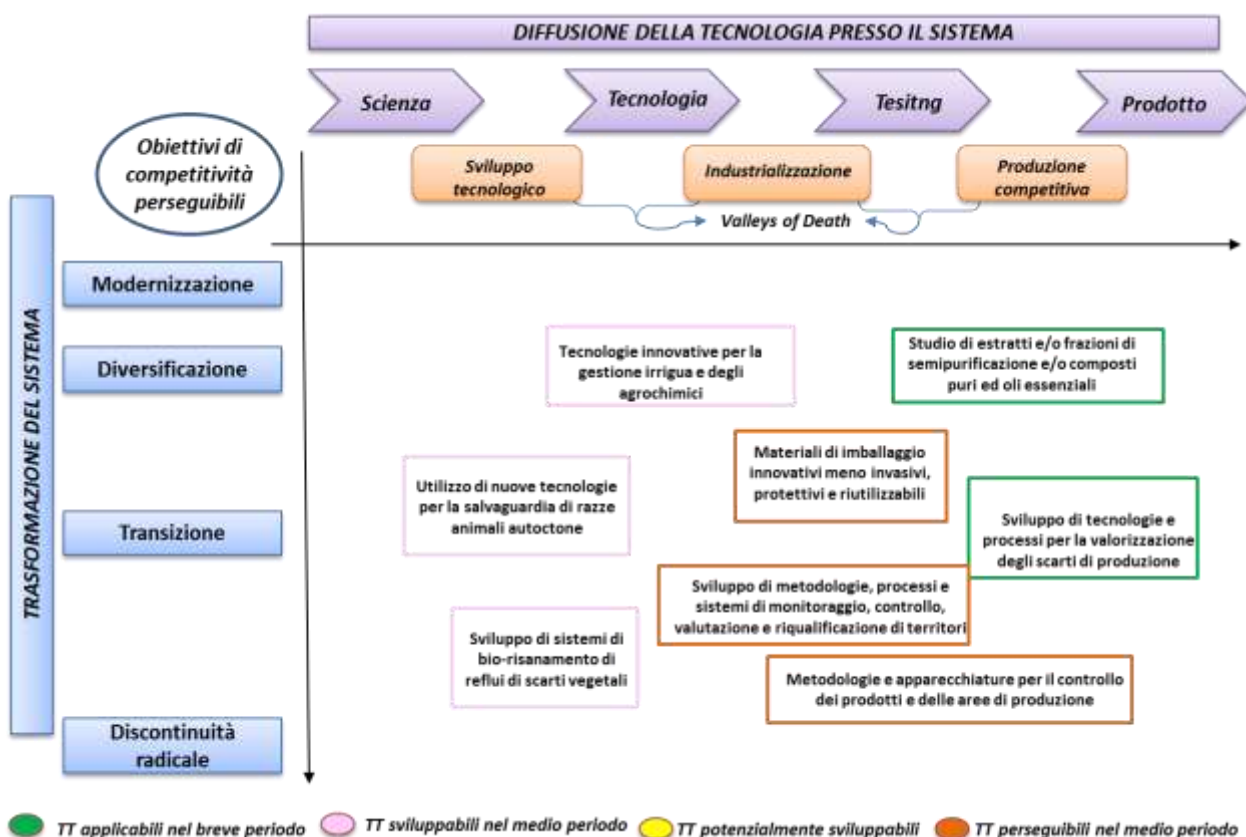 DIFFUSIONE DELLA TECNOLOGIA PRESSO IL SISTEMA
Scienza
Tecnologia
Tesitng
Prodotto
Obiettivi di
competitività
perseguibili
Sviluppo
tecnologico
Industrializzazione
Produzione
competitiva
Valleys of Death
TRASFORMAZIONE DEL SISTEMA
Modernizzazione
Diversificazione
Transizione
Discontinuità
radicale
Tecnologie innovative per la
gestione irrigua e degli
agrochimici
Studio di estratti e/o frazioni di
semipurificazione e/o composti
puri ed oli essenziali
Materiali di imballaggio
innovativi meno invasivi,
protettivi e riutilizzabili
Utilizzo di nuove tecnologie
per la salvaguardia di razze
animali autoctone
Sviluppo di tecnologie e
processi per la valorizzazione
degli scarti di produzione
Sviluppo di metodologie, processi e
sistemi di monitoraggio, controllo,
valutazione e riqualificazione di territori
Sviluppo di sistemi di
bio-risanamento di
reflui di scarti vegetali
Metodologie e apparecchiature per il controllo
dei prodotti e delle aree di produzione
TT applicabili nel breve periodo
TT sviluppabili nel medio periodo
TT potenzialmente sviluppabili
TT perseguibili nel medio periodo